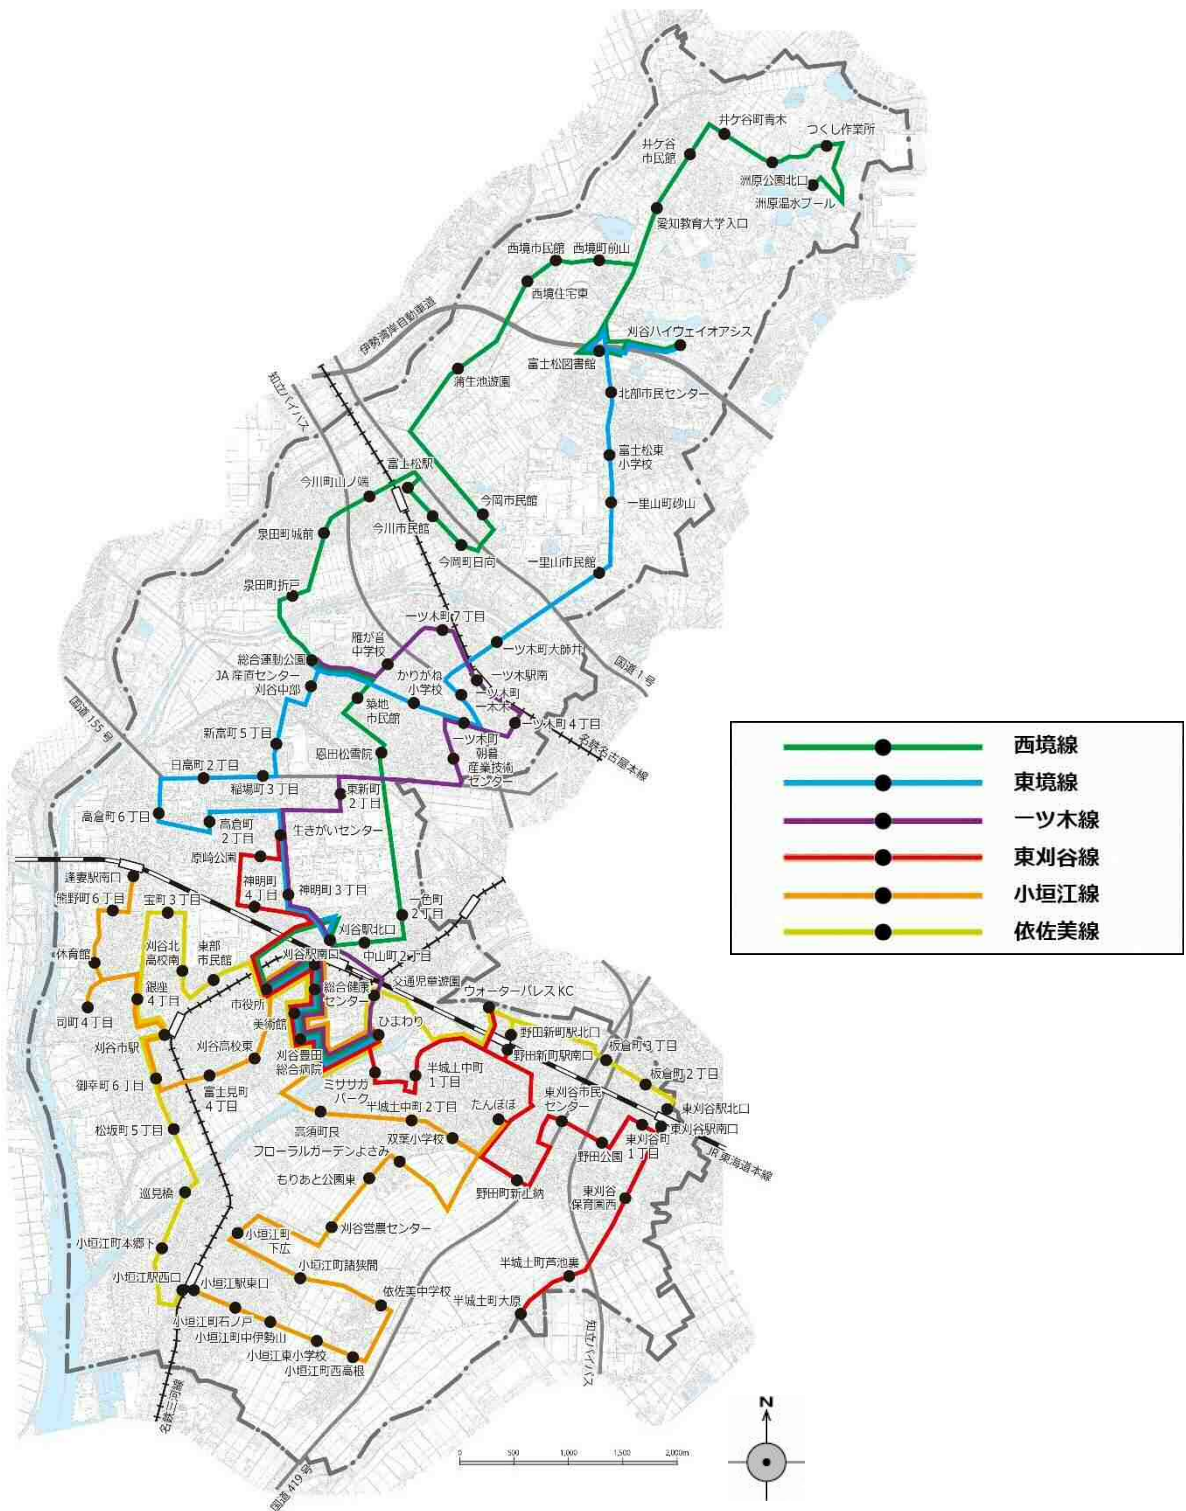 井ケ谷町青木
つくし作業所
井ケ谷
市民館
洲原公園北口
洲原温水プール
愛知教育大学入口
西境市民館
西境町前山
西境住宅東
伊勢湾岸自動車道
刈谷ハイウェイオアシス
富士松図書館
蒲生池遊園
知立バイパス
北部市民センター
富士松東
小学校
富士松駅
今川町山ノ端
今岡市民館
一里山町砂山
泉田町城前
今川市民館
今岡町日向
一里山市民館
泉田町折戸
一ツ木町7丁目
雁が音
中学校
一ツ木町大師井
国道1号
総合運動公園
JA産直センター
刈谷中部
かりがね
小学校
一ツ木駅南
一ツ木町
一木木
国道155号
築地
市民館
一ツ木町4丁目
新富町5丁目
恩田松雪院
一ツ木町
朝暮
名鉄名古屋本線
西境線
日高町2丁目
稲場町3丁目
産業技術
センター
東境線
東新町
2丁目
高倉町6丁目
高倉町
2丁目
生きがいセンター
一ツ木線
原崎公園
東刈谷線
逢妻駅南口
神明町
4丁目
神明町3丁目
小垣江線
熊野町6丁目
宝町3丁目
一色町
2丁目
依佐美線
刈谷駅北口
休育館
刈谷北
高校南
東部
市民館
刈谷駅南口
中山町2丁目
銀座
4丁目
市役所
総合健康
センター
交通児童遊園
ウォーターパレスKC
司町4丁目
美術館
ひまわり
野田新町駅北口
刈谷市駅
刈谷高校東
刈谷豊田
総合病院
野田新町駅南口
板倉町3丁目
御幸町6丁目
富士見町
4丁目
ミササガ
パーク
半城土中町
1丁目
板倉町2丁目
東刈谷市民
センター
半城土中町2丁目
たんぽぽ
東刈谷駅北口
松坂町5丁目
高須町艮
双葉小学校
野田公園
東刈谷町
1丁目
東刈谷駅南口
JR東海道本線
フローラルガーデンよさみ
もりあと公園東
野田町新上納
東刈谷
保育園西
巡見橋
刈谷営農センター
小垣江町
下広
小垣江町本郷下
小垣江町諸狭間
半城土町芦池裏
小垣江駅西口
小垣江駅東口
依佐美中学校
半城土町大原
小垣江町石ノ戸
小垣江町中伊勢山
小垣江東小学校
小垣江町西高根
知立バイパス
名鉄三河線
国道419号
N
0 500 1,000 1,500 2,000m